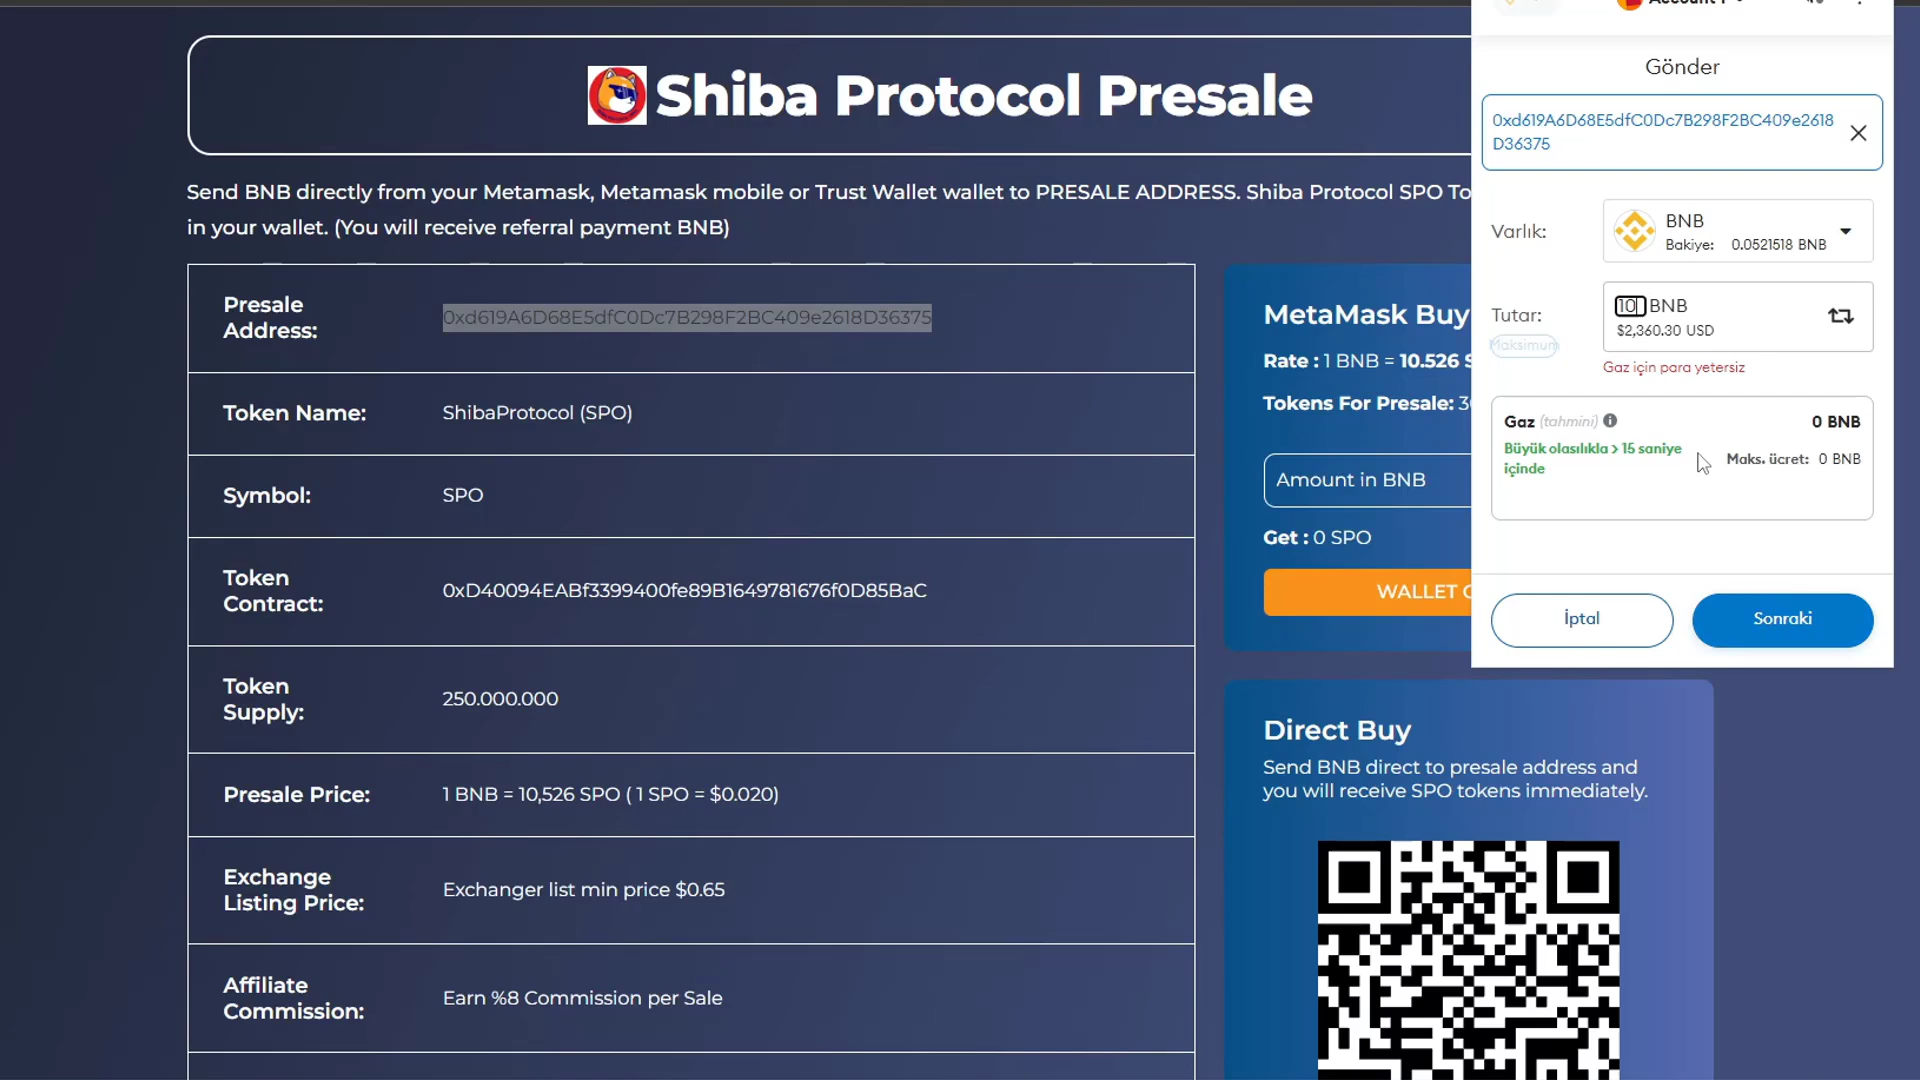 Shiba Protocol Presale
Send BNB directly from your Metamask, Metamask mobile or Trust Wallet wallet to PRESALE ADDRESS. Shiba Protocol SPO To
in your wallet. (You will receive referral payment BNB)
Presale
Address:
0xd619A6D68E5dfC0Dc7B298F2BC409e2618D36375
Token Name:
ShibaProtocol (SPO)
Symbol:
SPO
Token
Contract:
0xD40094EABf3399400fe89B1649781676f0D85BaC
Token
Supply:
250.000.000
Presale Price:
1 BNB = 10,526 SPO ( 1 SPO = $0.020)
Exchange
Listing Price:
Exchanger list min price $0.65
Affiliate
Commission:
Earn %8 Commission per Sale
MetaMask Buy
Rate : 1 BNB = 10.526 S
Tokens For Presale: 30
Amount in BNB
Get : 0 SPO
WALLET C
Direct Buy
Send BNB direct to presale address and
you will receive SPO tokens immediately.
Account 1
Gönder
0xd619A6D68E5dfC0Dc7B298F2BC409e2618
D36375
Varlık:
BNB
Bakiye: 0.0521518 BNB
Tutar:
Maksimum
10 BNB
$2,360.30 USD
Gaz için para yetersiz
Gaz (tahmini)
0 BNB
Büyük olasılıkla > 15 saniye
içinde
Maks. ücret: 0 BNB
İptal
Sonraki